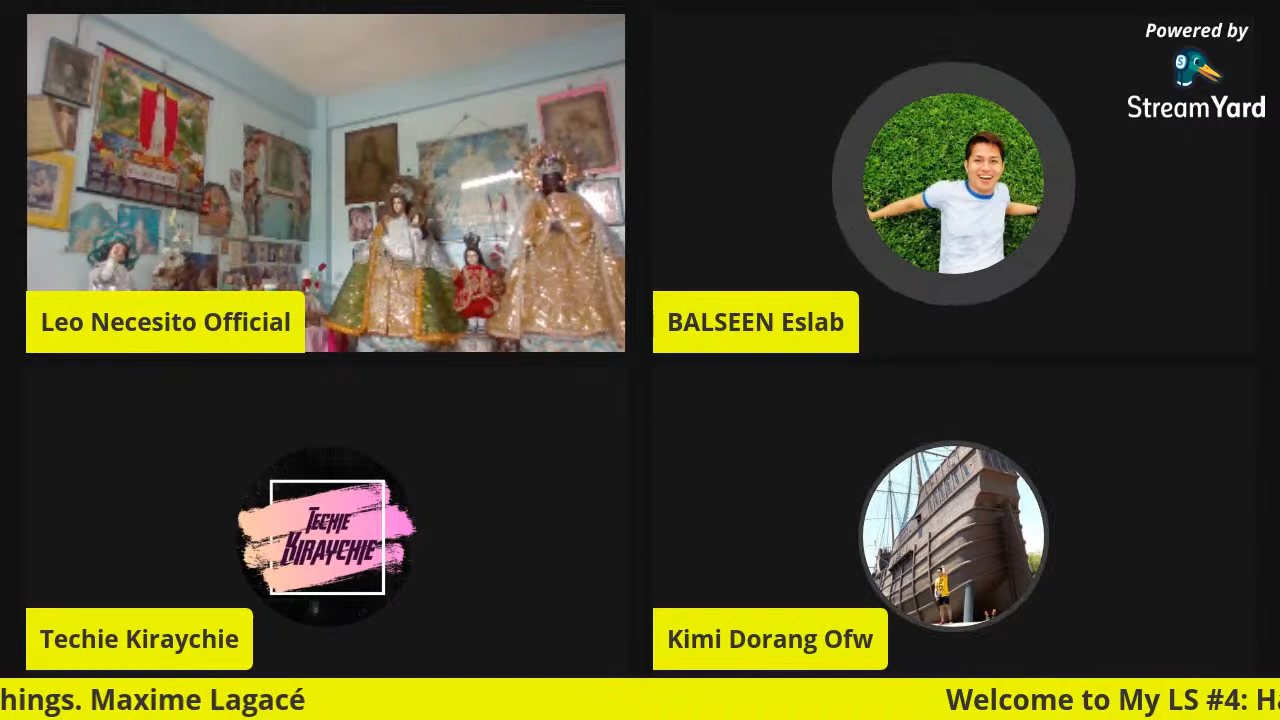 Powered by
StreamYard
Leo Necesito Official
BALSEEN Eslab
TECHIE
KIRAYCHIE
Techie Kiraychie
Kimi Dorang Ofw
hings. Maxime Lagacé
Welcome to My LS #4: Ha